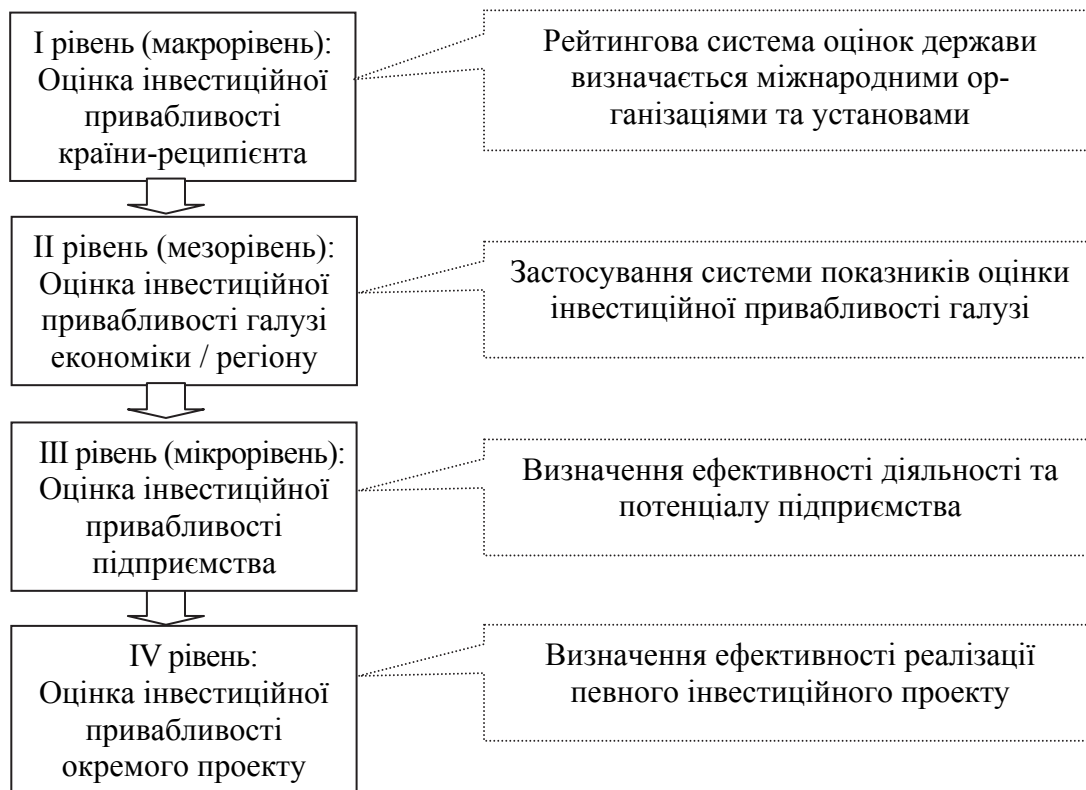 I рівень (макрорівень):
Оцінка інвестиційної
привабливості
країни-реципієнта
Рейтингова система оцінок держави
визначається міжнародними ор-
ганізаціями та установами
II рівень (мезорівень):
Оцінка інвестиційної
привабливості галузі
економіки / регіону
Застосування системи показників оцінки
інвестиційної привабливості галузі
III рівень (мікрорівень):
Оцінка інвестиційної
привабливості
підприємства
Визначення ефективності діяльності та
потенціалу підприємства
IV рівень:
Оцінка інвестиційної
привабливості
окремого проекту
Визначення ефективності реалізації
певного інвестиційного проекту